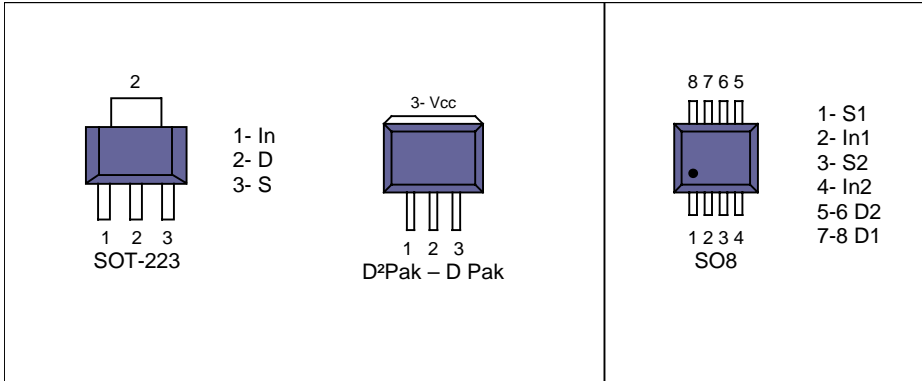 2
1- In
2- D
3- S
1 2 3
SOT-223
3- Vcc
1 2 3
D²Pak – D Pak
8 7 6 5
1- S1
2- In1
3- S2
4- In2
5-6 D2
7-8 D1
1 2 3 4
SO8